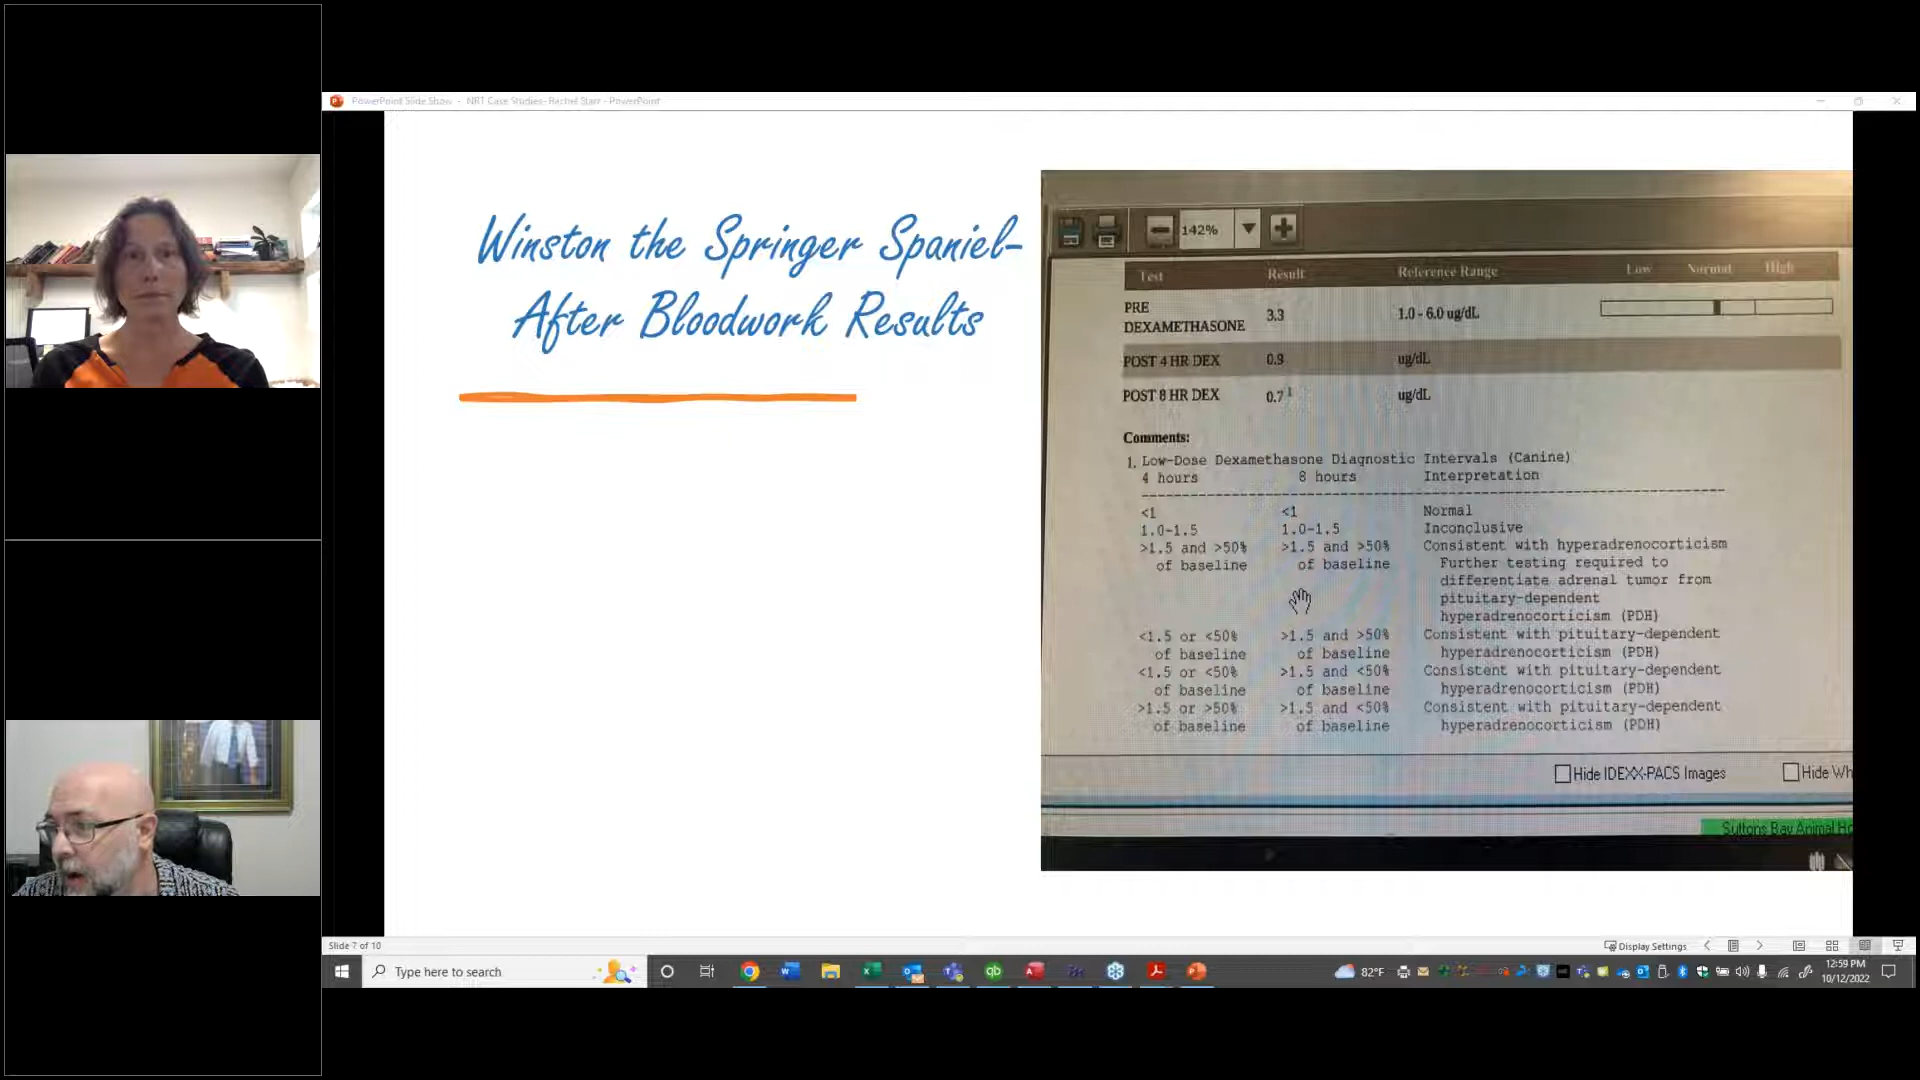 PowerPoint Slide Show - NRT Case Studies- Rachel Starr - PowerPoint
Winston the Springer Spaniel-
After Bloodwork Results
142%
Test Result Reference Range Low Normal High
PRE
DEXAMETHASONE 3.3 1.0 - 6.0 ug/dL
POST 4 HR DEX 0.9 ug/dL
POST 8 HR DEX 0.7 1 ug/dL
Comments:
1. Low-Dose Dexamethasone Diagnostic Intervals (Canine)
4 hours 8 hours Interpretation
<1 <1 Normal
1.0-1.5 1.0-1.5 Inconclusive
>1.5 and >50% >1.5 and >50% Consistent with hyperadrenocorticism
of baseline of baseline Further testing required to
differentiate adrenal tumor from
pituitary-dependent
hyperadrenocorticism (PDH)
<1.5 or <50% >1.5 and >50% Consistent with pituitary-dependent
of baseline of baseline hyperadrenocorticism (PDH)
<1.5 or <50% >1.5 and <50% Consistent with pituitary-dependent
of baseline of baseline hyperadrenocorticism (PDH)
>1.5 or >50% >1.5 and <50% Consistent with pituitary-dependent
of baseline of baseline hyperadrenocorticism (PDH)
Hide IDEXX-PACS Images Hide Wh
Suttons Bay Animal Ho
Slide 7 of 10
Display Settings
Type here to search
82°F
12:59 PM
10/12/2022